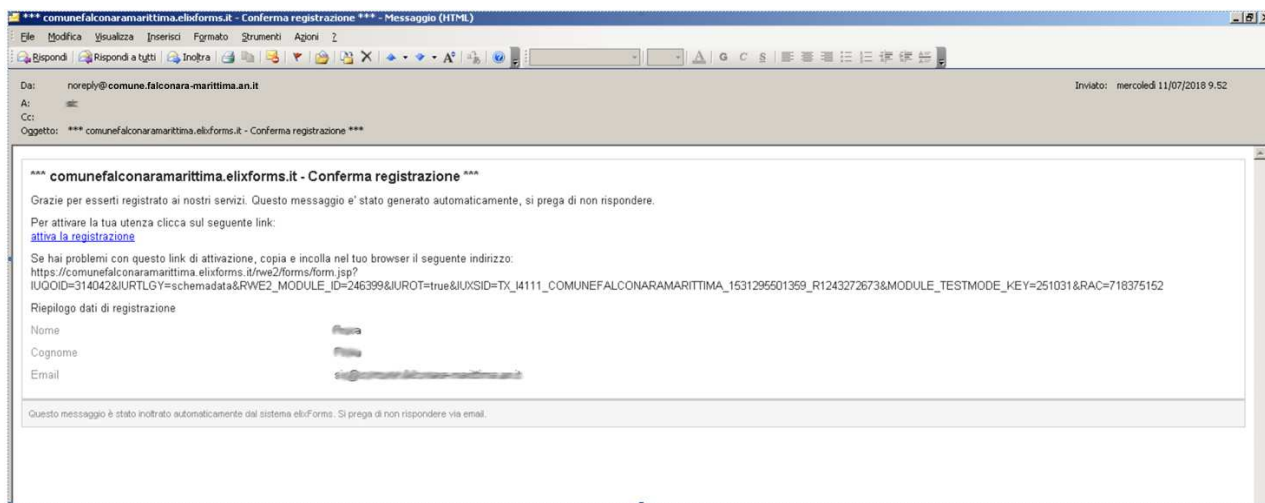 *** comunefalconaramarittima.elixforms.it - Conferma registrazione *** - Messaggio (HTML)
File Modifica Visualizza Inserisci Formato Strumenti Azioni ?
Rispondi Rispondi a tutti Inoltra
Da: noreply@comune.falconara-marittima.an.it Inviato: mercoledì 11/07/2018 9.52
A:
Cc:
Oggetto: *** comunefalconaramarittima.elixforms.it - Conferma registrazione ***
*** comunefalconaramarittima.elixforms.it - Conferma registrazione ***
Grazie per esserti registrato ai nostri servizi. Questo messaggio e' stato generato automaticamente, si prega di non rispondere.
Per attivare la tua utenza clicca sul seguente link:
attiva la registrazione
Se hai problemi con questo link di attivazione, copia e incolla nel tuo browser il seguente indirizzo:
https://comunefalconaramarittima.elixforms.it/rwe2/forms/form.jsp?
IUQOID=314042&IURTLGY=schemadata&RWE2_MODULE_ID=246399&IUROT=true&IUXSID=TX_I4111_COMUNEFALCONARAMARITTIMA_1531295501359_R1243272673&MODULE_TESTMODE_KEY=251031&RAC=718375152
Riepilogo dati di registrazione
Nome
Cognome
Email
Questo messaggio è stato inoltrato automaticamente dal sistema elixForms. Si prega di non rispondere via email.